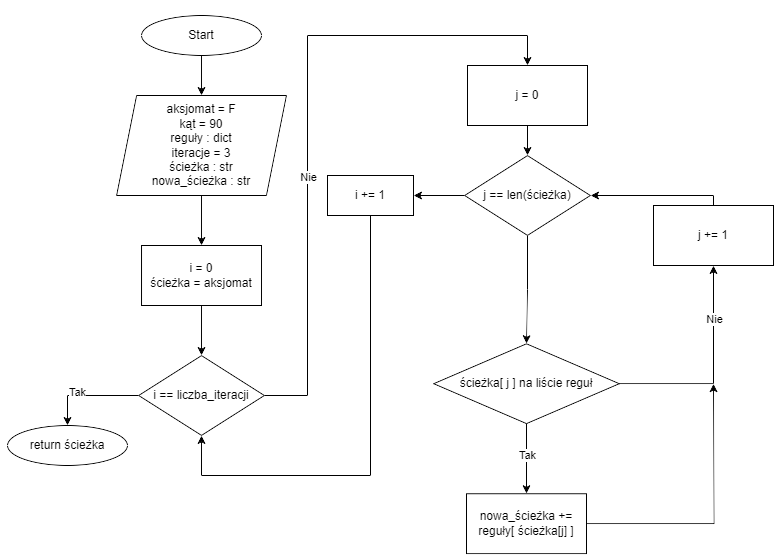 Start
aksjomat = F
kąt = 90
reguły : dict
iteracje = 3
ścieżka : str
nowa_ścieżka : str
i = 0
ścieżka = aksjomat
i == liczba_iteracji
Tak
return ścieżka
Nie
j = 0
j == len(ścieżka)
i += 1
j += 1
Nie
ścieżka[ j ] na liście reguł
Tak
nowa_ścieżka +=
reguły[ ścieżka[j] ]